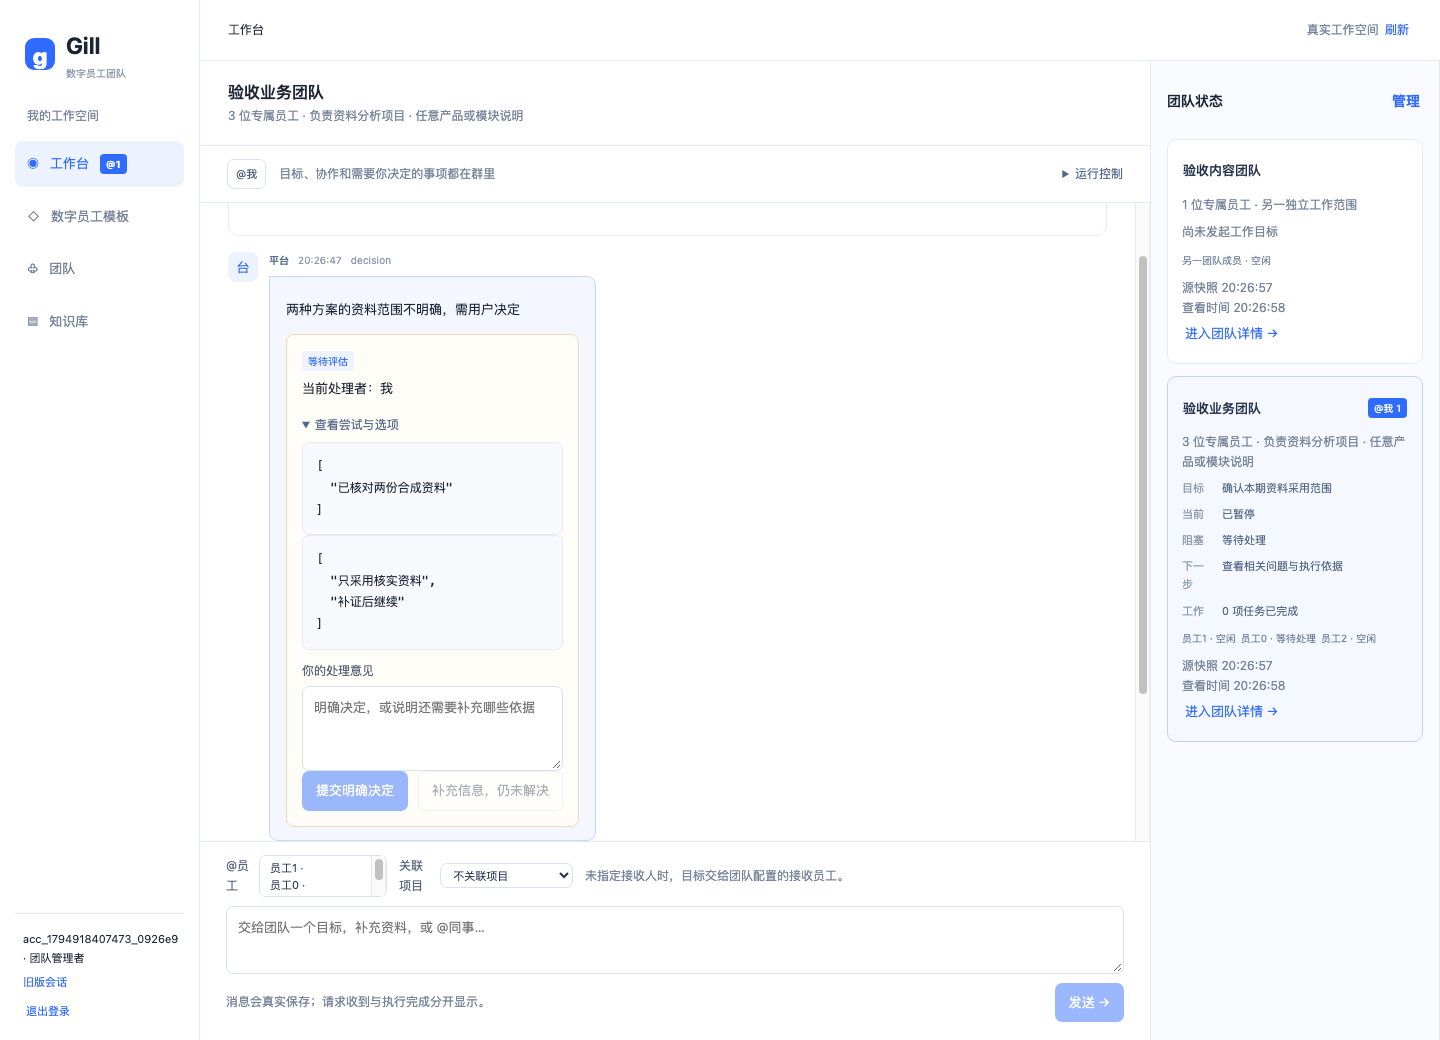 g
Gill
数字员工团队
我的工作空间
工作台 @1
数字员工模板
团队
知识库
acc_1794918407473_0926e9
· 团队管理者
旧版会话
退出登录
工作台
真实工作空间 刷新
验收业务团队
3 位专属员工 · 负责资料分析项目 · 任意产品或模块说明
@我 目标、协作和需要你决定的事项都在群里
运行控制
台
平台 20:26:47 decision
两种方案的资料范围不明确，需用户决定
等待评估
当前处理者：我
查看尝试与选项
[
"已核对两份合成资料"
]
[
"只采用核实资料",
"补证后继续"
]
你的处理意见
明确决定，或说明还需要补充哪些依据
提交明确决定 补充信息，仍未解决
@员
工
员工1 ·
员工0 ·
关联
项目
不关联项目
未指定接收人时，目标交给团队配置的接收员工。
交给团队一个目标，补充资料，或 @同事...
消息会真实保存；请求收到与执行完成分开显示。
发送 →
团队状态 管理
验收内容团队
1 位专属员工 · 另一独立工作范围
尚未发起工作目标
另一团队成员 · 空闲
源快照 20:26:57
查看时间 20:26:58
进入团队详情 →
验收业务团队 @我 1
3 位专属员工 · 负责资料分析项目 · 任意产
品或模块说明
目标 确认本期资料采用范围
当前 已暂停
阻塞 等待处理
下一
步
查看相关问题与执行依据
工作 0 项任务已完成
员工1 · 空闲 员工0 · 等待处理 员工2 · 空闲
源快照 20:26:57
查看时间 20:26:58
进入团队详情 →